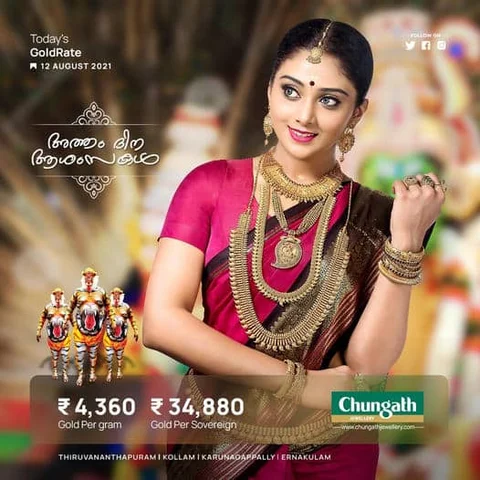 Today's
GoldRate
12 AUGUST 2021
FOLLOW ON
അത്തം ദിന
ആശംസകൾ
₹ 4,360
Gold Per gram
₹ 34,880
Gold Per Sovereign
Chungath
JEWELLERY
www.chungathjewellery.com
THIRUVANANTHAPURAM | KOLLAM | KARUNAGAPPALLY | ERNAKULAM